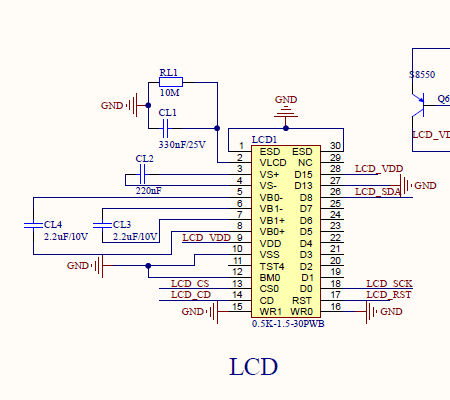 S8550
RL1
10M
GND
GND
Q6
CL1
330nF/25V
LCD_VD
LCD1
1 ESD ESD 30
2 VLCD NC 29
CL2
3 VS+ D15 28 LCD_VDD
4 VS- D13 27 GND
220nF
5 VB0- D8 26 LCD_SDA
6 VB1- D7 25
CL4 CL3
7 VB1+ D6 24
2.2uF/10V 2.2uF/10V
8 VB0+ D5 23
LCD_VDD 9 VDD D4 22
10 VSS D3 21
GND
11 TST4 D2 20
12 BM0 D1 19
LCD_CS 13 CS0 D0 18 LCD_SCK
LCD_CD 14 CD RST 17 LCD_RST
GND 15 WR1 WR0 16 GND
0.5K-1.5-30PWB
LCD